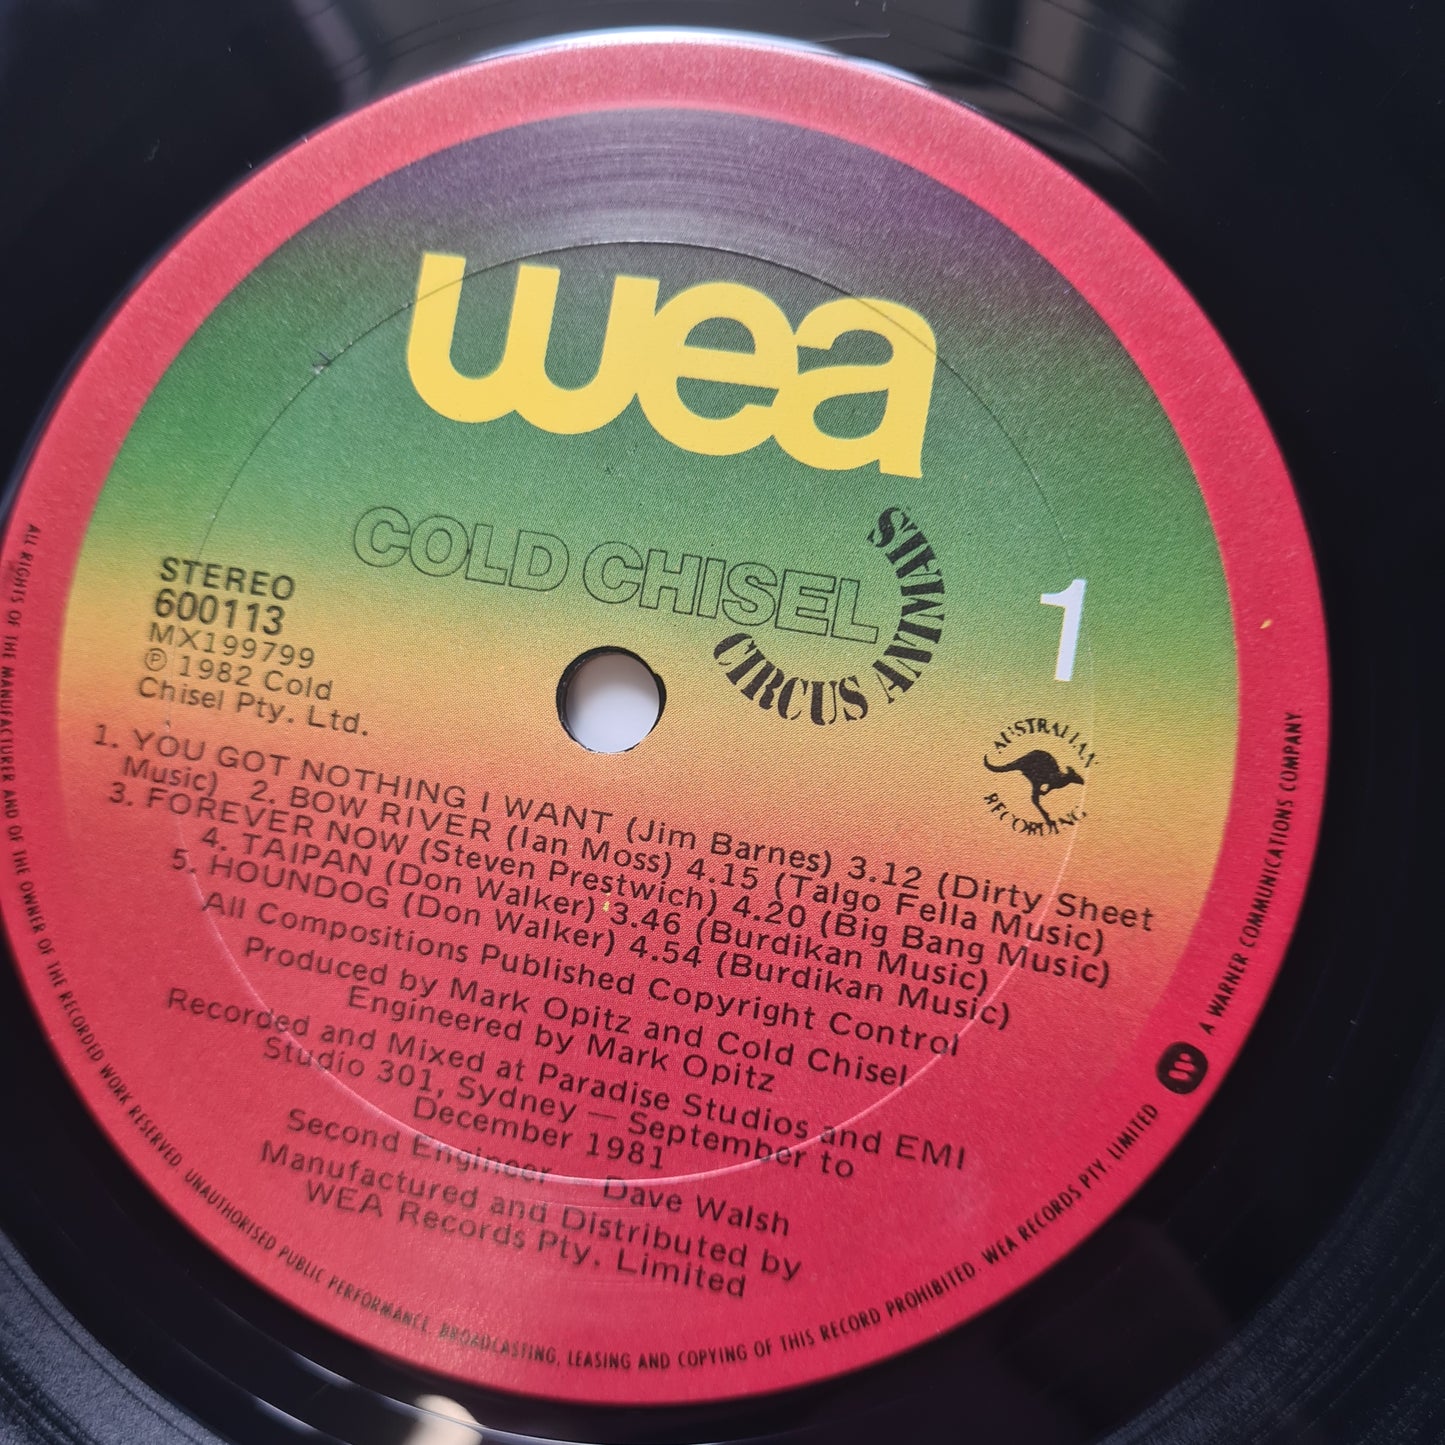 wea
COLD CHISEL
CIRCUS ANIMALS
1
STEREO
600113
MX199799
℗ 1982 Cold
Chisel Pty. Ltd.
AUSTRALIAN
RECORDING
1. YOU GOT NOTHING I WANT (Jim Barnes) 3.12 (Dirty Sheet
Music) 2. BOW RIVER (Ian Moss) 4.15 (Talgo Fella Music)
3. FOREVER NOW (Steven Prestwich) 4.20 (Big Bang Music)
4. TAIPAN (Don Walker) 3.46 (Burdikan Music)
5. HOUNDOG (Don Walker) 4.54 (Burdikan Music)
All Compositions Published Copyright Control
Produced by Mark Opitz and Cold Chisel
Engineered by Mark Opitz
Recorded and Mixed at Paradise Studios and EMI
Studio 301, Sydney — September to
December 1981
Second Engineer — Dave Walsh
Manufactured and Distributed by
WEA Records Pty. Limited
ALL RIGHTS OF THE MANUFACTURER AND OF THE OWNER OF THE RECORDED WORK RESERVED. UNAUTHORISED PUBLIC PERFORMANCE, BROADCASTING, LEASING AND COPYING OF THIS RECORD PROHIBITED. WEA RECORDS PTY. LIMITED A WARNER COMMUNICATIONS COMPANY.